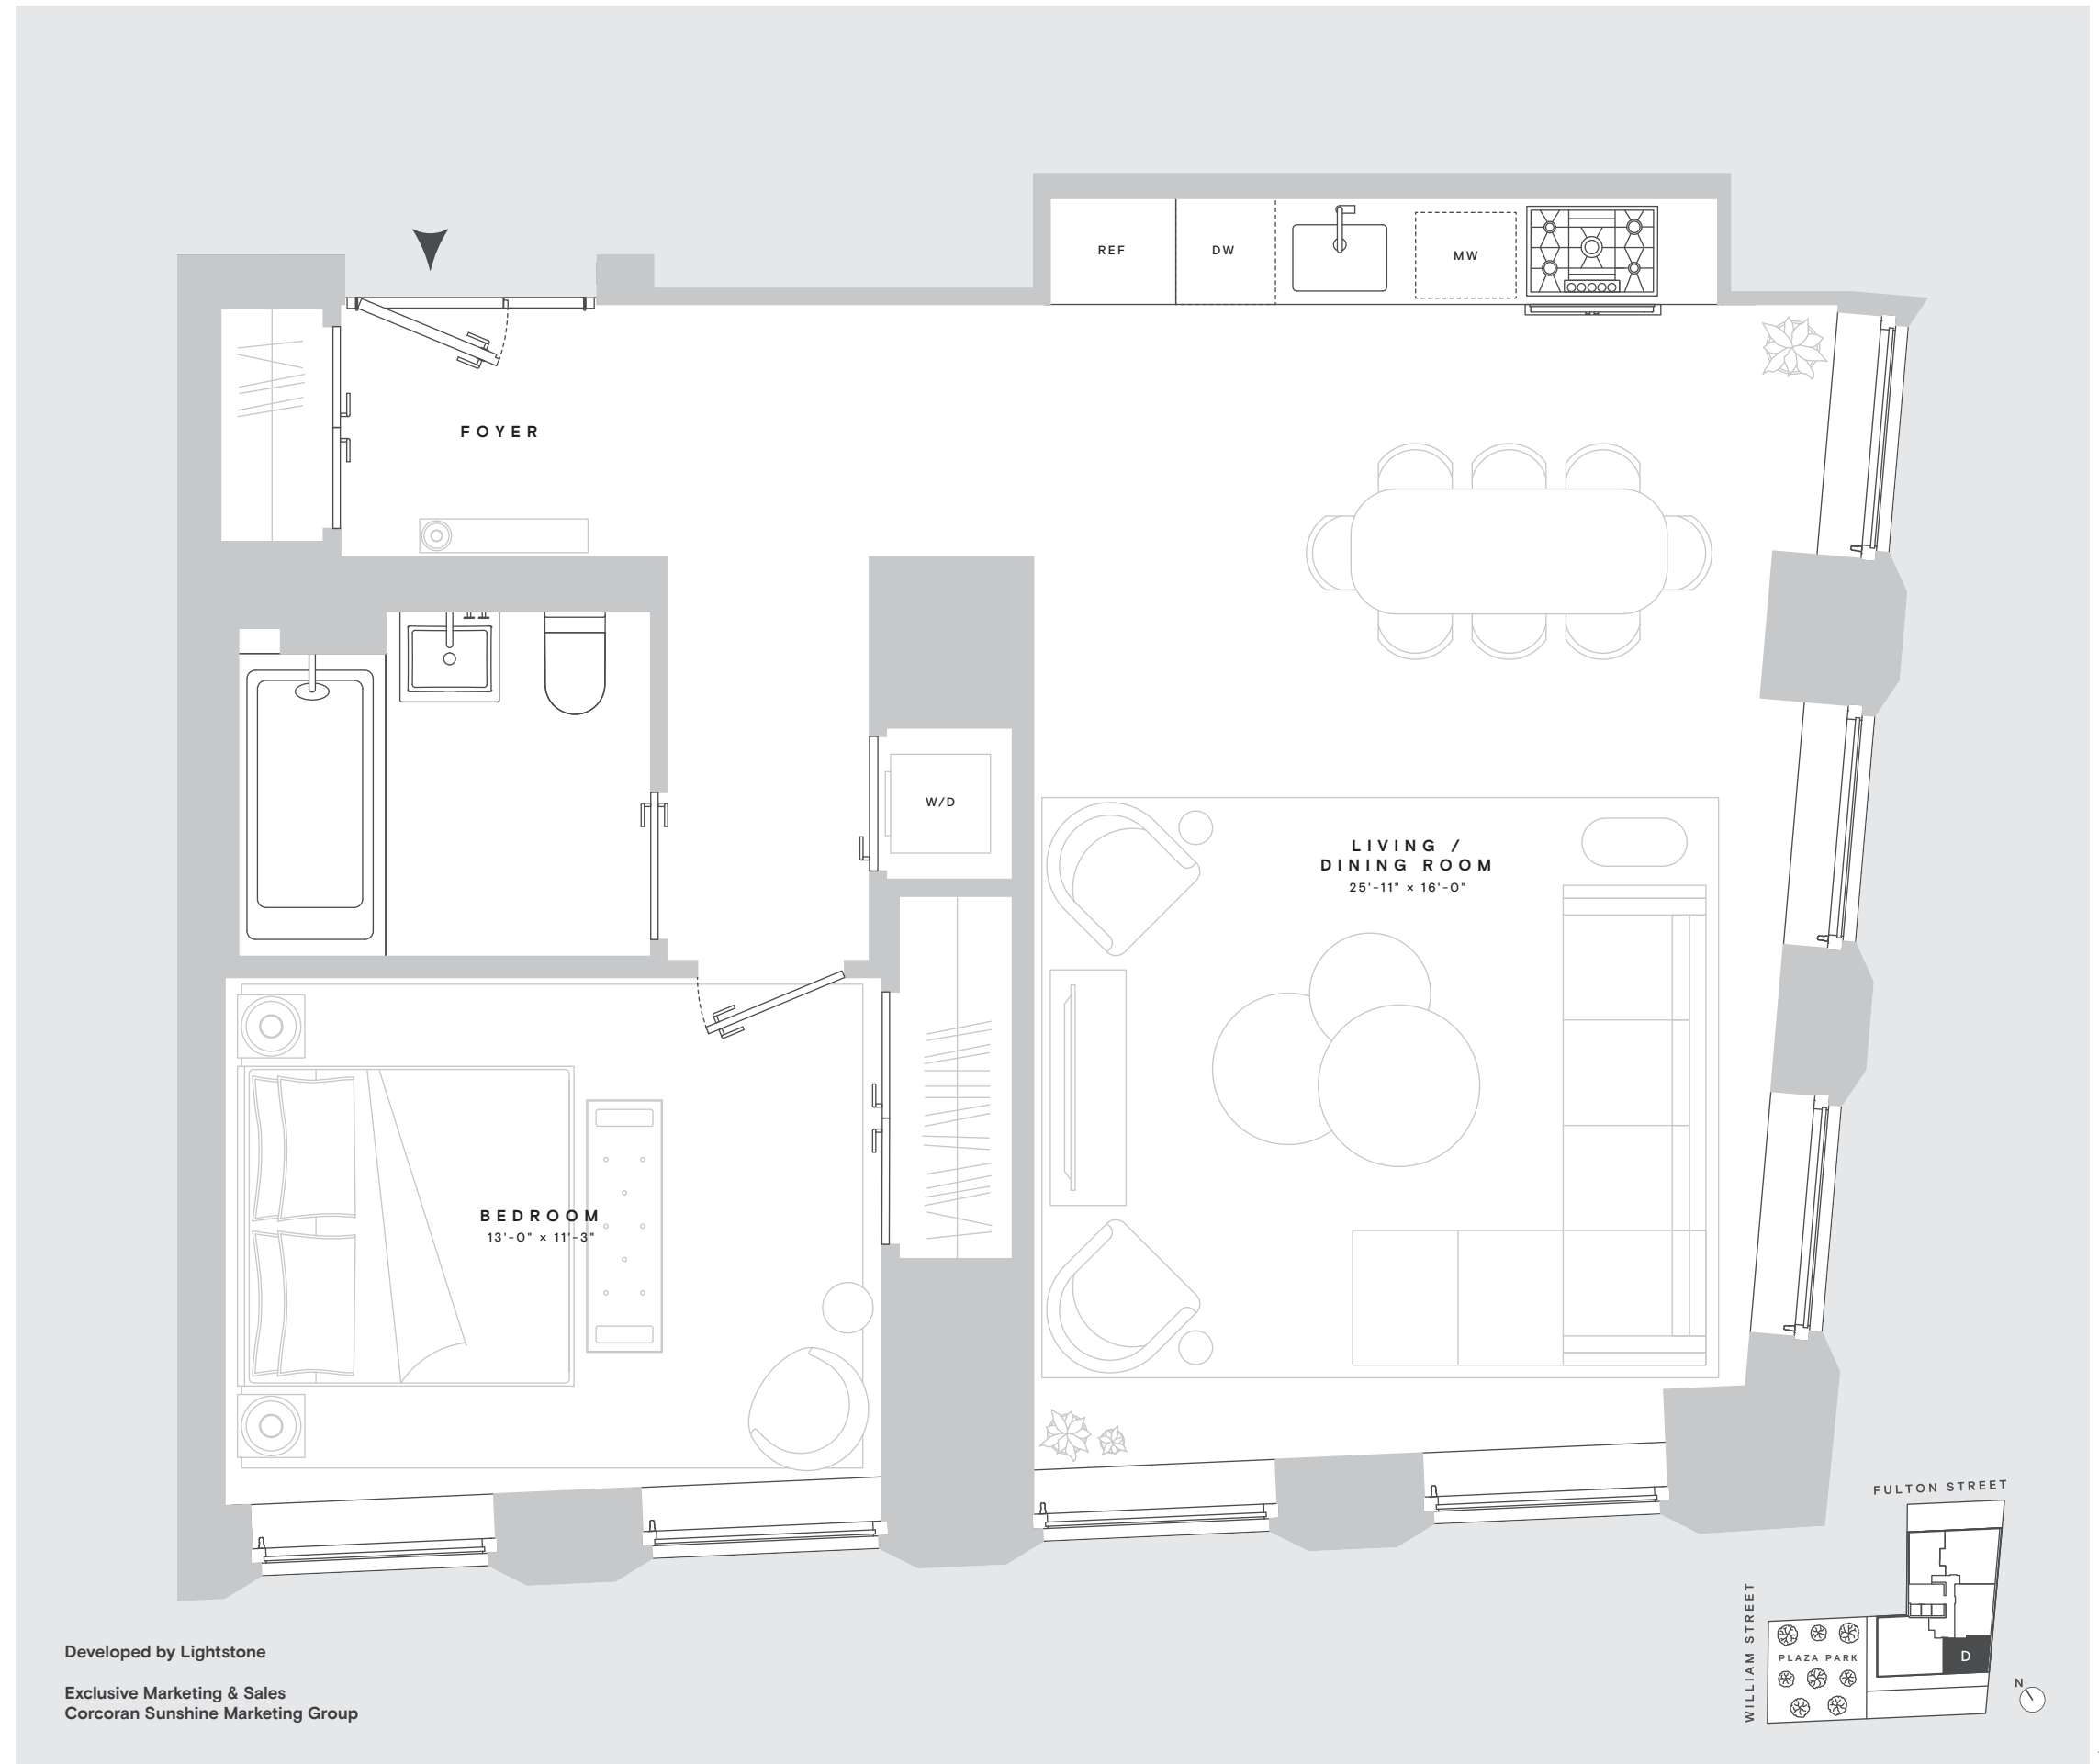 REF
DW
MW
FOYER
W/D
LIVING /
DINING ROOM
25'-11" × 16'-0"
BEDROOM
13'-0" × 11'-3"
FULTON STREET
WILLIAM STREET
PLAZA PARK
D
N
Developed by Lightstone
Exclusive Marketing & Sales
Corcoran Sunshine Marketing Group